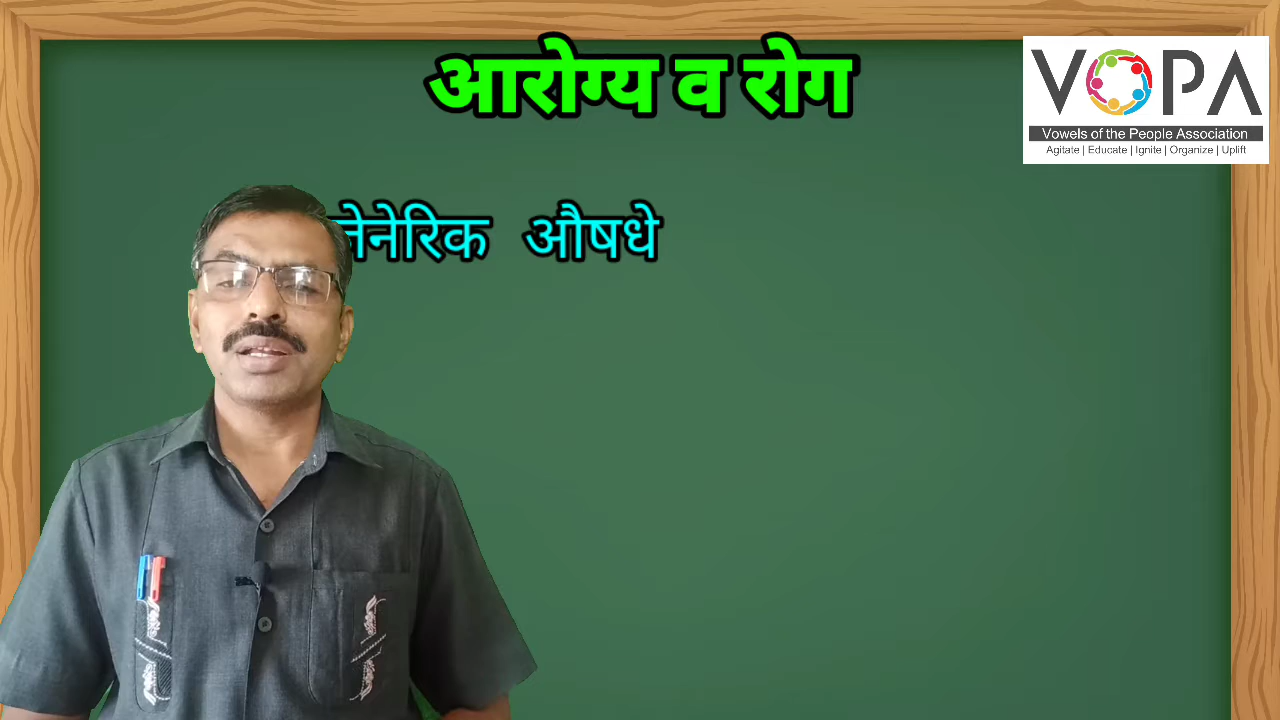 आरोग्य व रोग
VOPA
Vowels of the People Association
Agitate | Educate | Ignite | Organize | Uplift
जेनेरिक औषधे